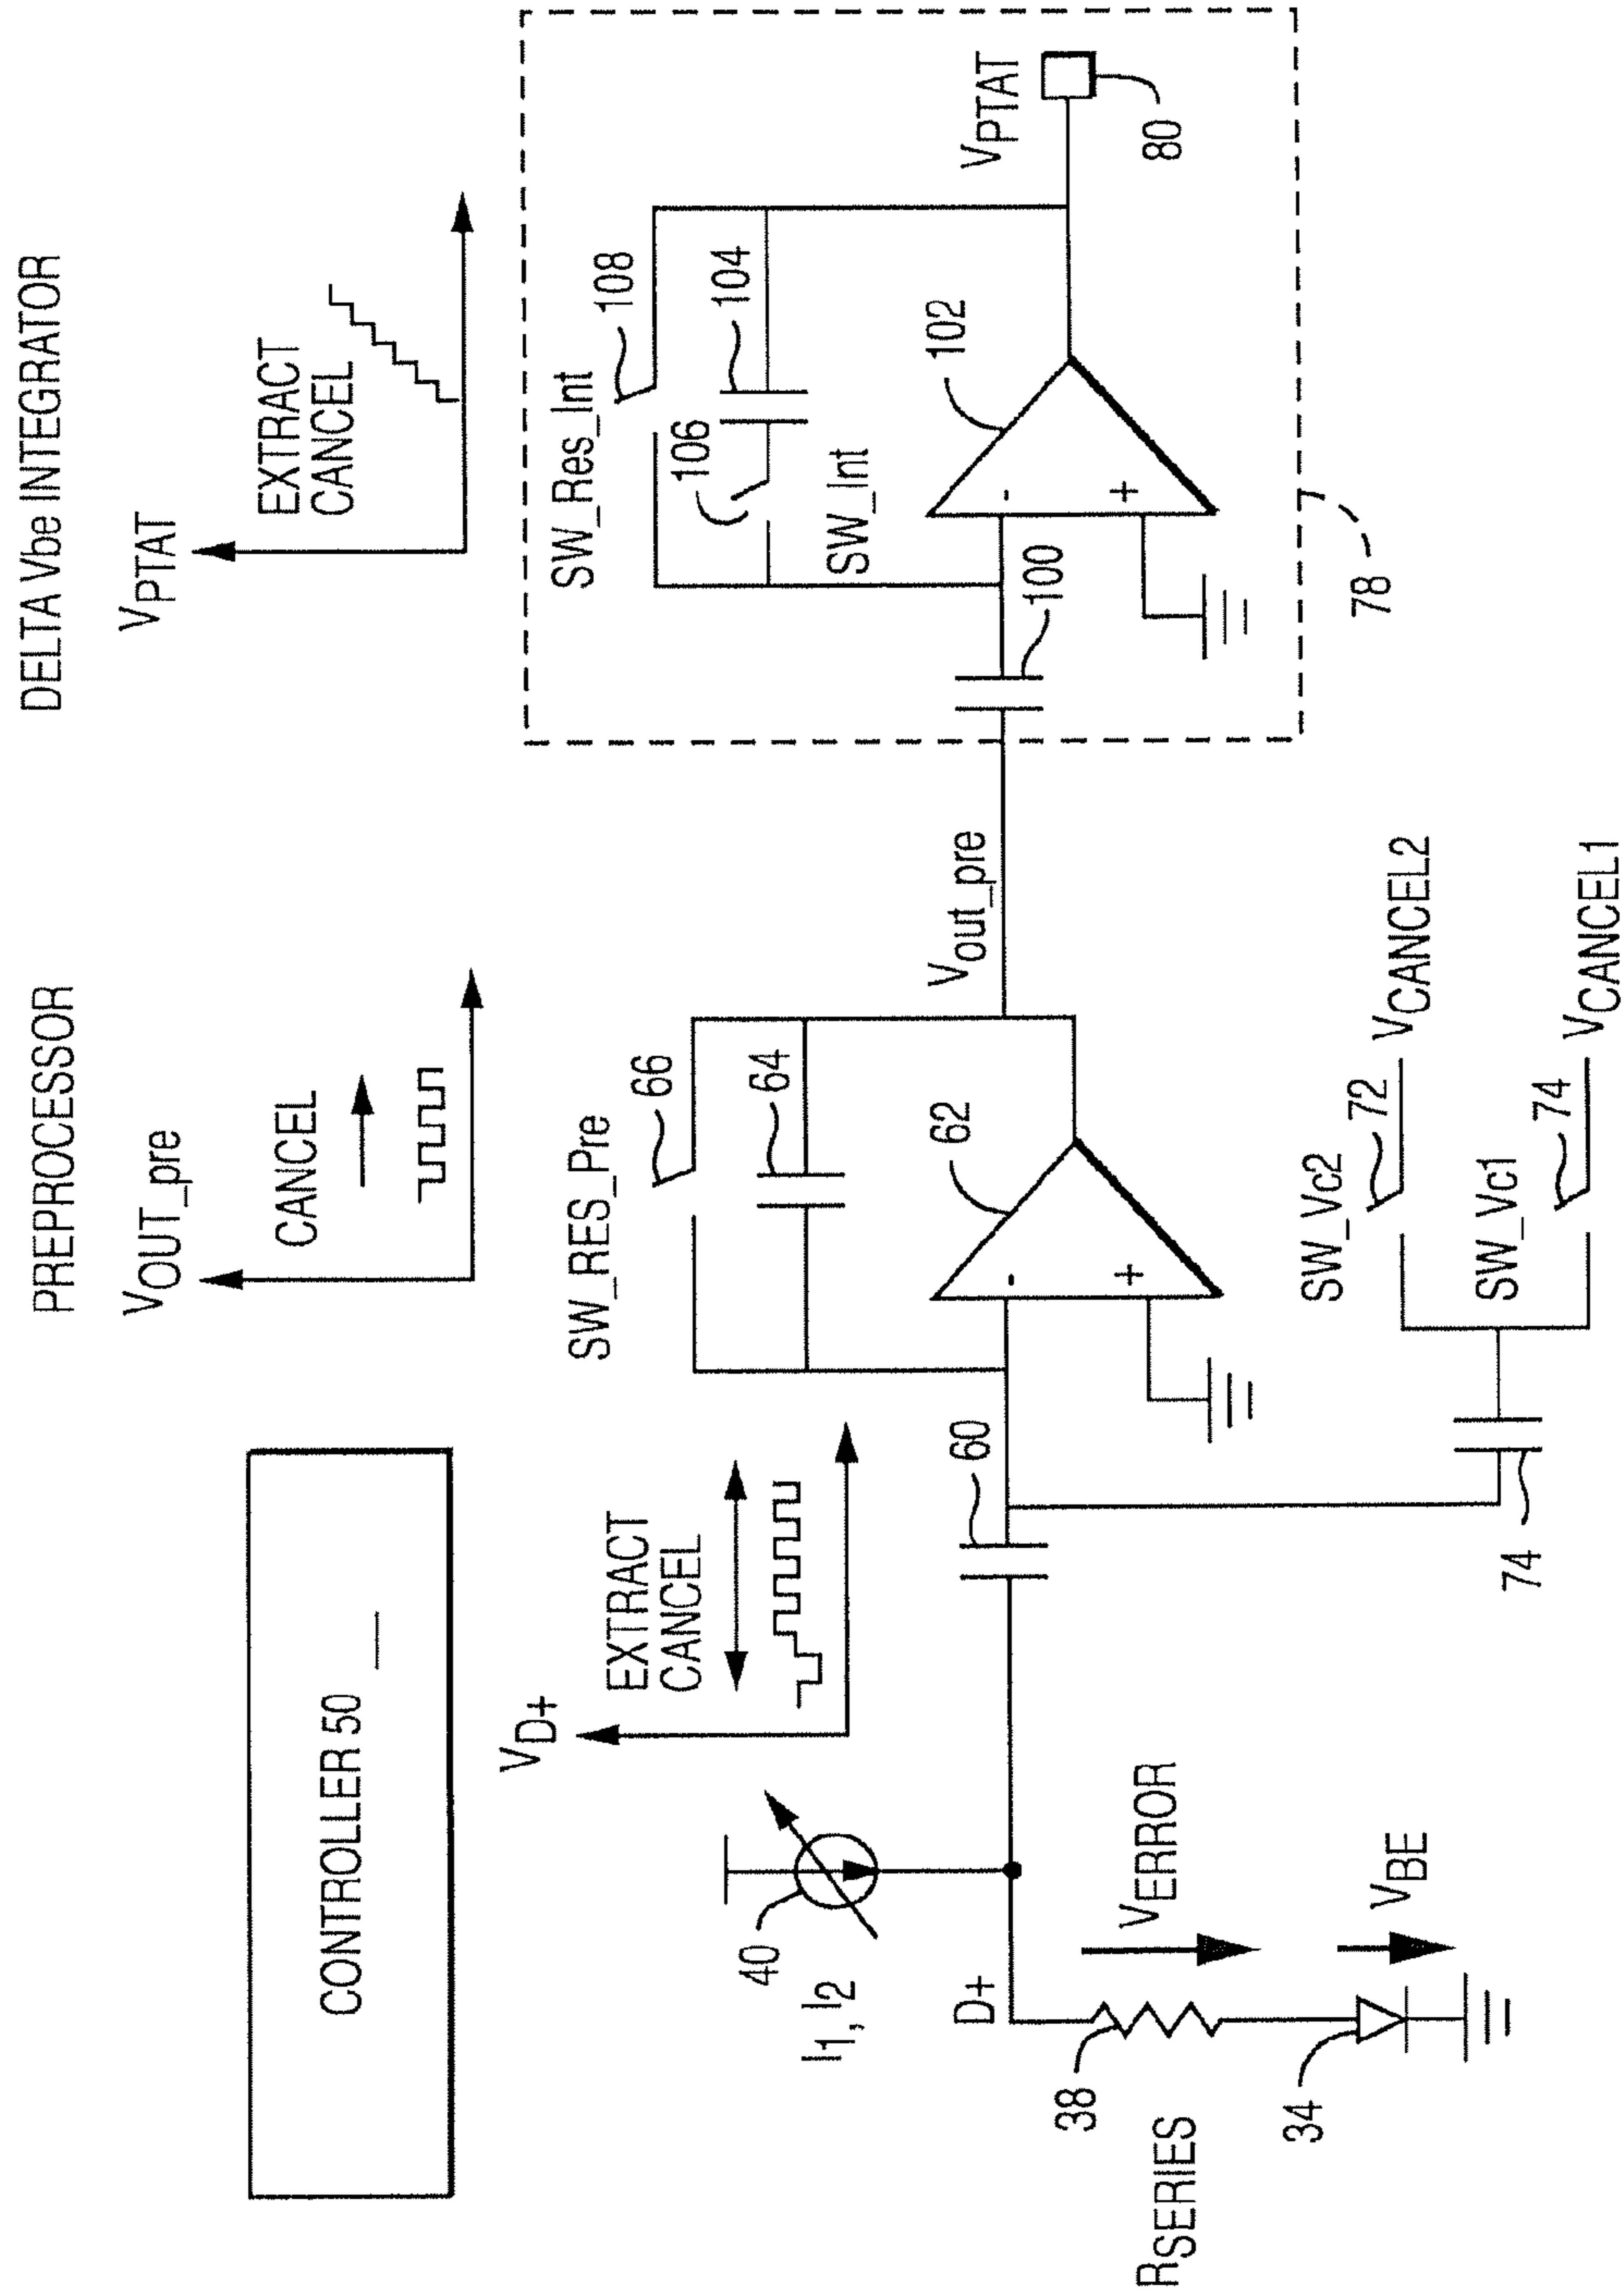 DELTA Vbe INTEGRATOR
VPTAT
EXTRACT
CANCEL
SW_Res_Int
108
104
106
SW_Int
102
-
+
100
VPTAT
80
78
PREPROCESSOR
VOUT_pre
CANCEL
SW_RES_Pre
66
64
62
-
+
Vout_pre
SW_Vc2
72
VCANCEL2
SW_Vc1
74
VCANCEL1
74
60
CONTROLLER 50
VD+
EXTRACT
CANCEL
40
I1, I2
D+
VERROR
VBE
38
RSERIES
34